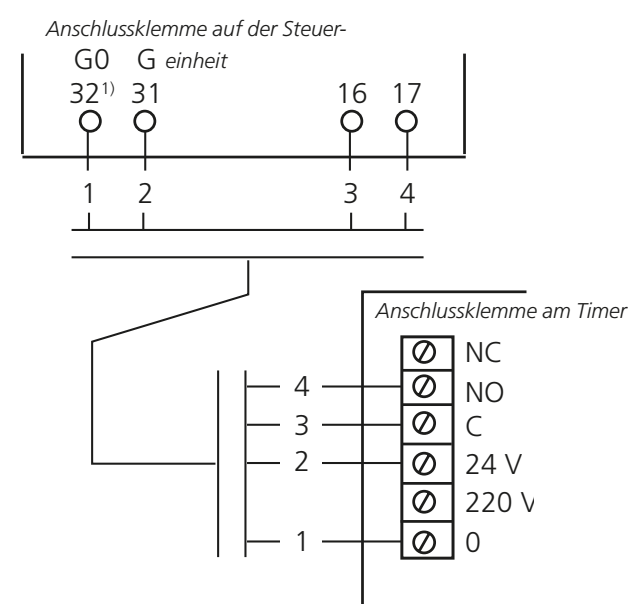 Anschlussklemme auf der Steuer-
G0 G einheit
32¹⁾ 31 16 17
1 2 3 4
Anschlussklemme am Timer
NC
4 NO
3 C
2 24 V
220 V
1 0